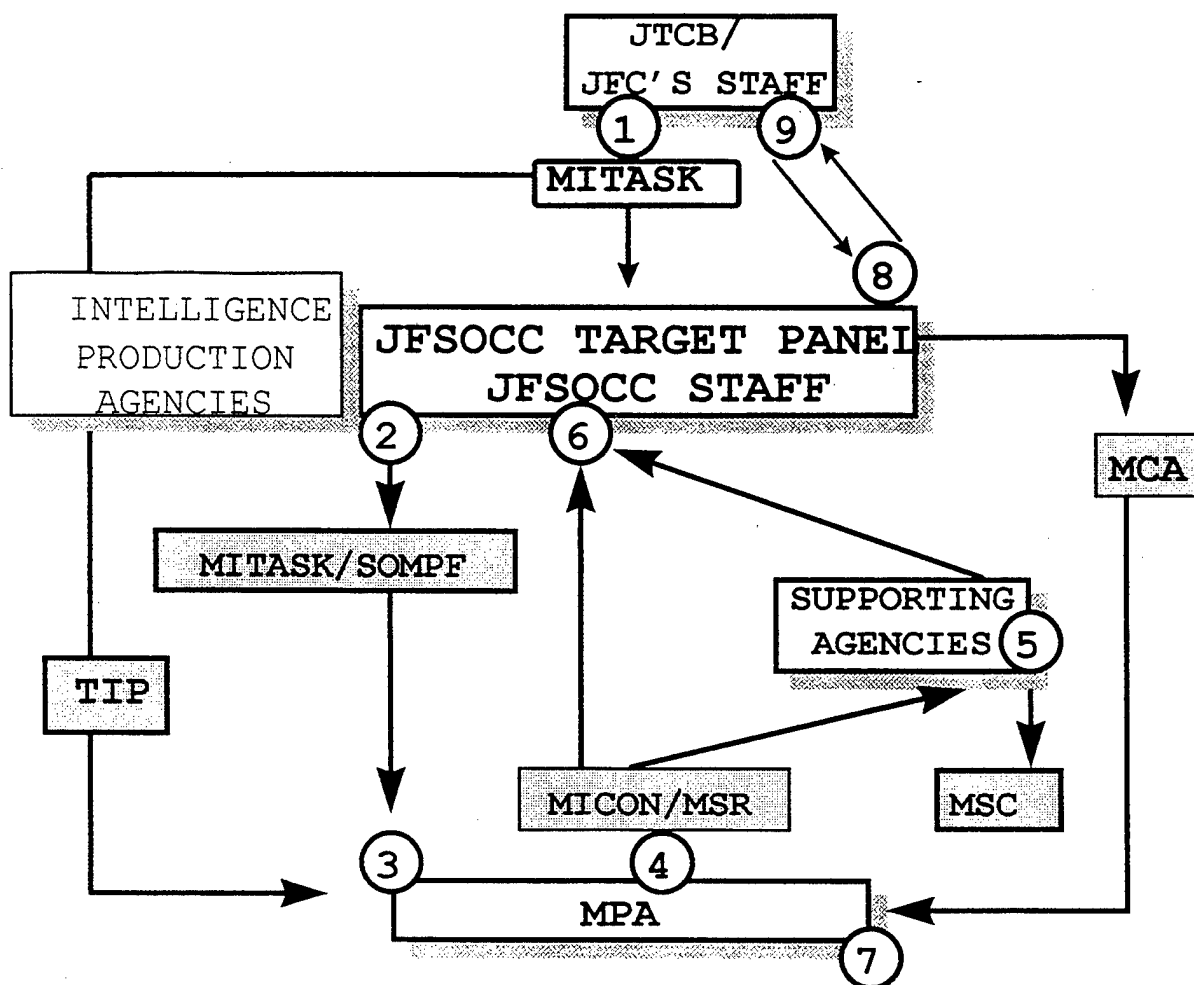 JTCB/
JFC'S STAFF
1
9
MITASK
8
INTELLIGENCE
PRODUCTION
AGENCIES
JFSOCC TARGET PANEL
JFSOCC STAFF
2
6
MCA
MITASK/SOMPF
SUPPORTING
AGENCIES
5
TIP
MICON/MSR
MSC
3
4
MPA
7